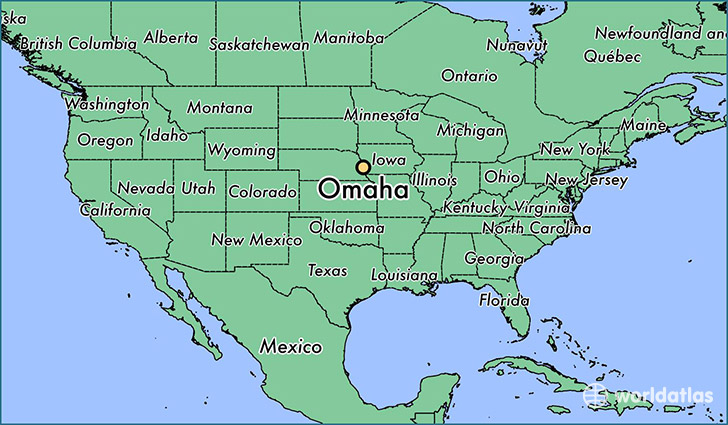 ska
British Columbia
Alberta
Saskatchewan
Manitoba
Nunavut
Newfoundland and
Québec
Ontario
Washington
Montana
Minnesota
Michigan
Maine
Oregon
Idaho
Wyoming
Iowa
New York
Omaha
Nevada
Utah
Colorado
Illinois
Ohio
New Jersey
California
Kentucky
Virginia
New Mexico
Oklahoma
North Carolina
Texas
Louisiana
Georgia
Florida
Mexico
worldatlas